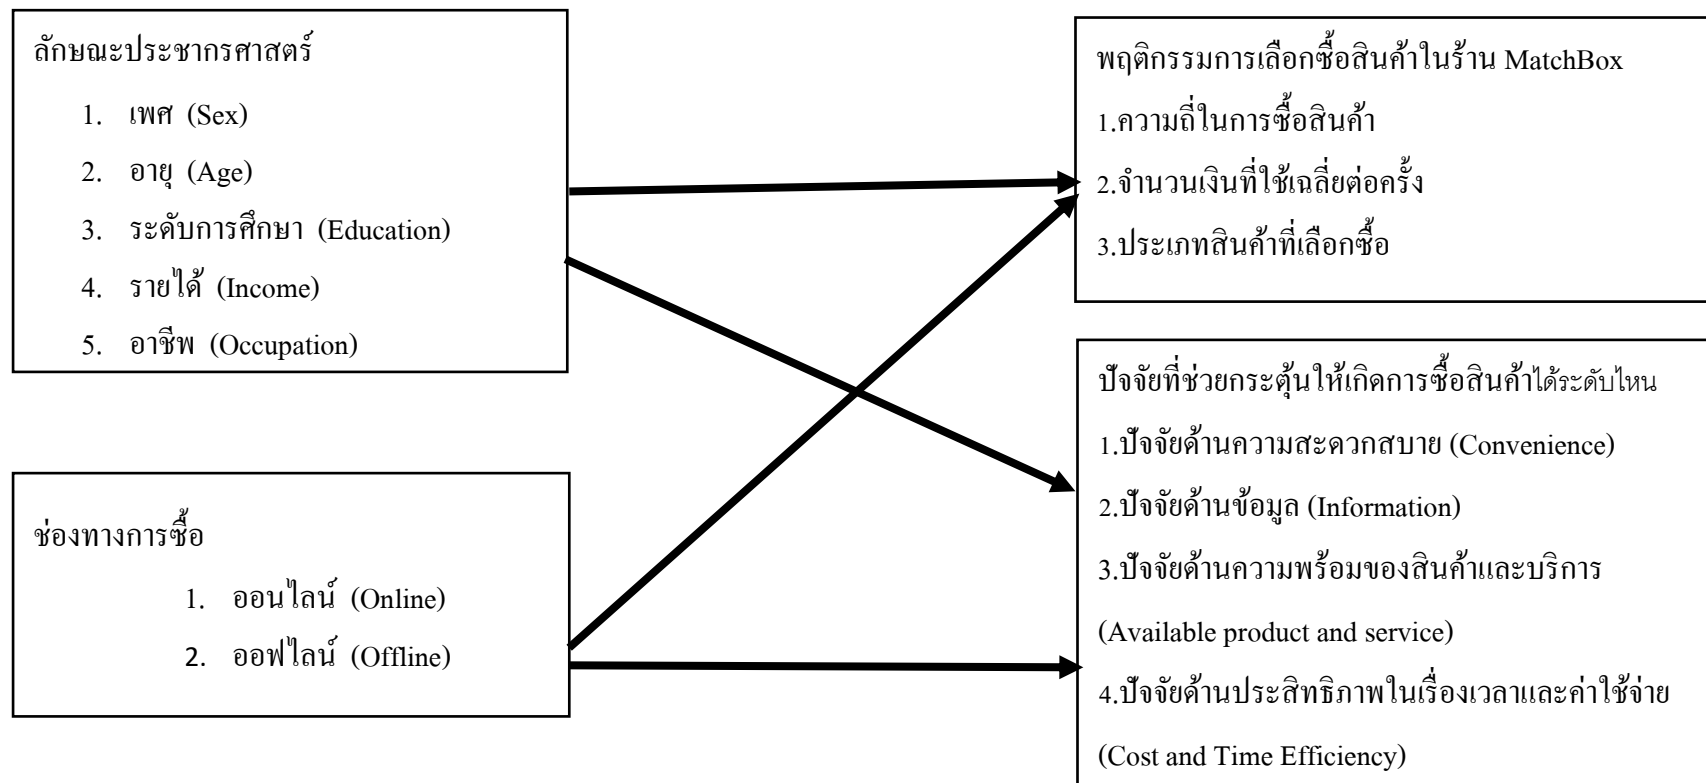 ลักษณะประชากรศาสตร์
1. เพศ (Sex)
2. อายุ (Age)
3. ระดับการศึกษา (Education)
4. รายได้ (Income)
5. อาชีพ (Occupation)
ช่องทางการซื้อ
1. ออนไลน์ (Online)
2. ออฟไลน์ (Offline)
พฤติกรรมการเลือกซื้อสินค้าในร้าน MatchBox
1.ความถี่ในการซื้อสินค้า
2.จำนวนเงินที่ใช้เฉลี่ยต่อครั้ง
3.ประเภทสินค้าที่เลือกซื้อ
ปัจจัยที่ช่วยกระตุ้นให้เกิดการซื้อสินค้าได้ระดับไหน
1.ปัจจัยด้านความสะดวกสบาย (Convenience)
2.ปัจจัยด้านข้อมูล (Information)
3.ปัจจัยด้านความพร้อมของสินค้าและบริการ
(Available product and service)
4.ปัจจัยด้านประสิทธิภาพในเรื่องเวลาและค่าใช้จ่าย
(Cost and Time Efficiency)